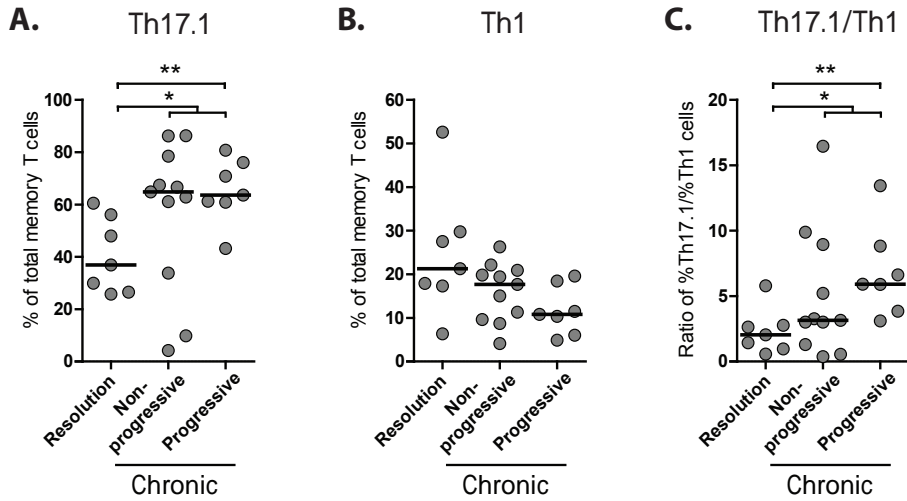 A.
Th17.1
**
*
% of total memory T cells
100
80
60
40
20
0
Resolution
Non-
progressive
Progressive
Chronic
B.
Th1
% of total memory T cells
60
50
40
30
20
10
0
Resolution
Non-
progressive
Progressive
Chronic
C.
Th17.1/Th1
**
*
Ratio of %Th17.1/%Th1 cells
20
15
10
5
0
Resolution
Non-
progressive
Progressive
Chronic